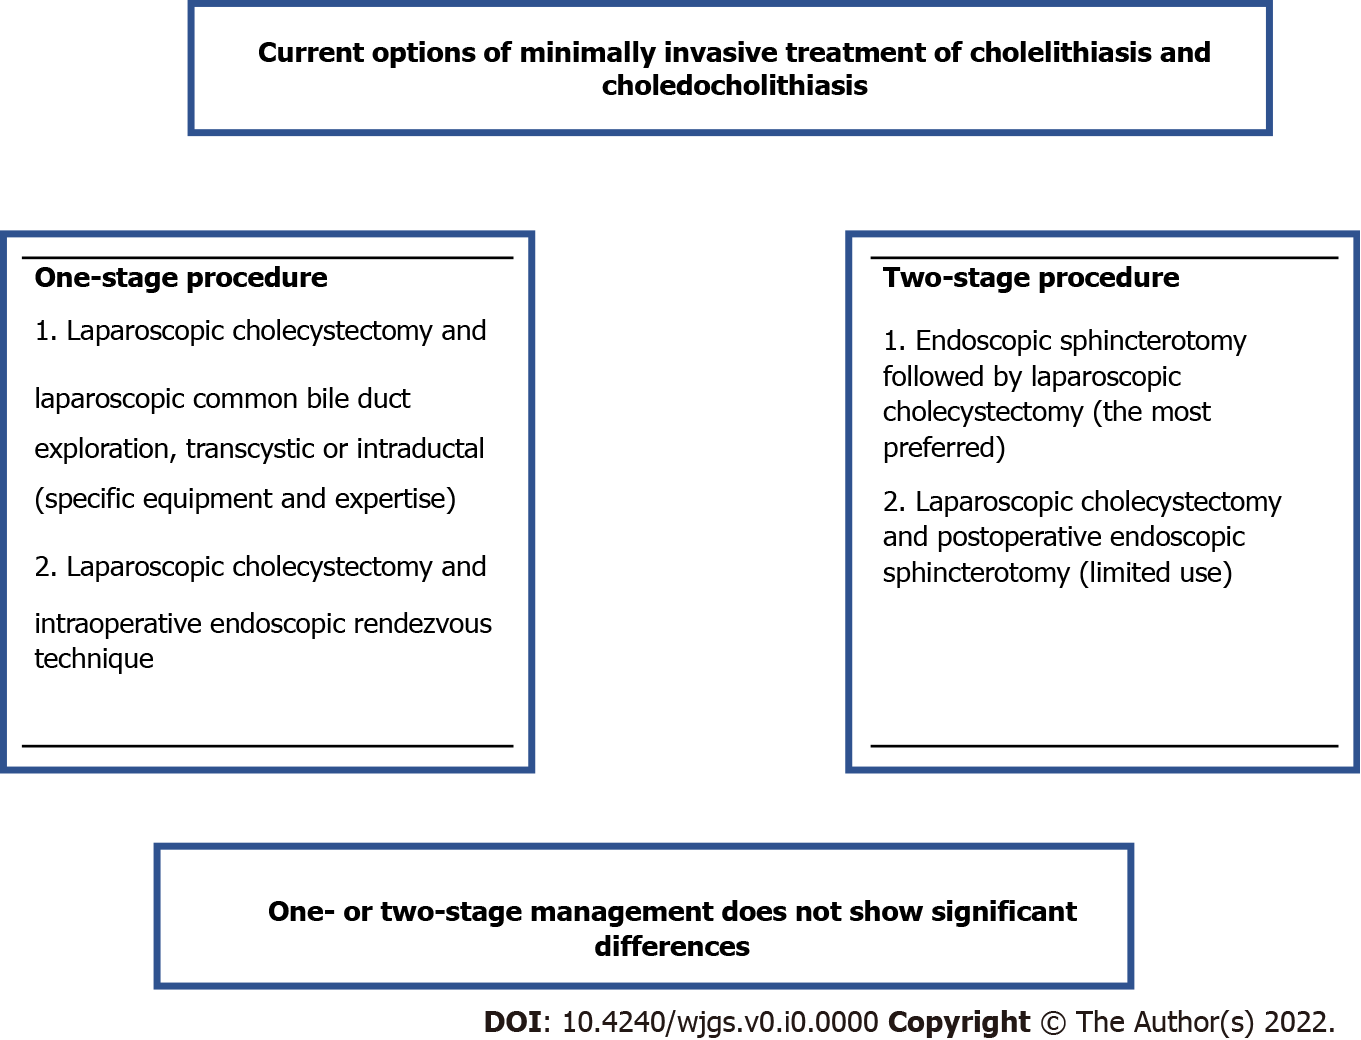 Current options of minimally invasive treatment of cholelithiasis and
choledocholithiasis
One-stage procedure
1. Laparoscopic cholecystectomy and
laparoscopic common bile duct
exploration, transcystic or intraductal
(specific equipment and expertise)
2. Laparoscopic cholecystectomy and
intraoperative endoscopic rendezvous
technique
Two-stage procedure
1. Endoscopic sphincterotomy
followed by laparoscopic
cholecystectomy (the most
preferred)
2. Laparoscopic cholecystectomy
and postoperative endoscopic
sphincterotomy (limited use)
One- or two-stage management does not show significant
differences
DOI: 10.4240/wjgs.v0.i0.0000 Copyright © The Author(s) 2022.